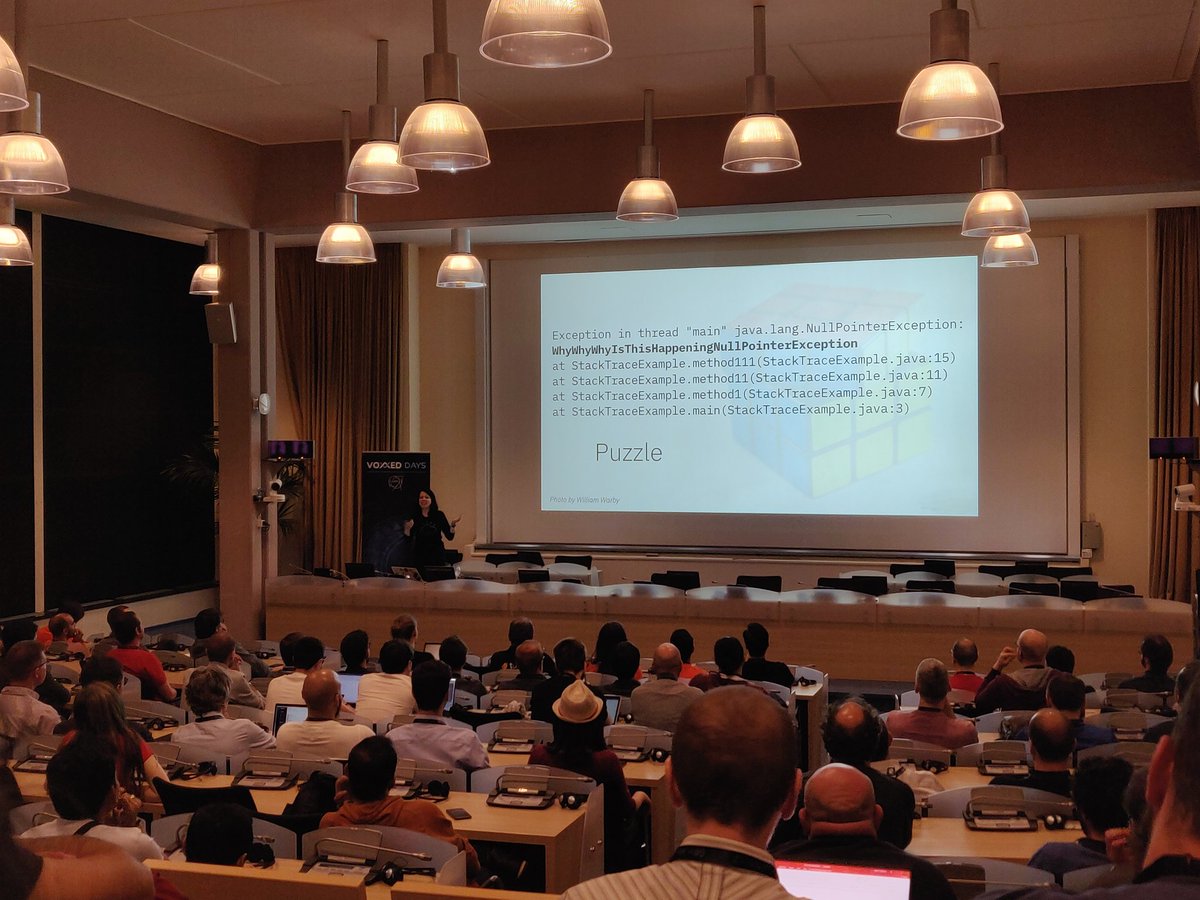 Exception in thread "main" java.lang.NullPointerException:
WhyWhyWhyIsThisHappeningNullPointerException
at StackTraceExample.method111(StackTraceExample.java:15)
at StackTraceExample.method11(StackTraceExample.java:11)
at StackTraceExample.method1(StackTraceExample.java:7)
at StackTraceExample.main(StackTraceExample.java:3)
Puzzle
Photo by William Warby
VOXXED DAYS